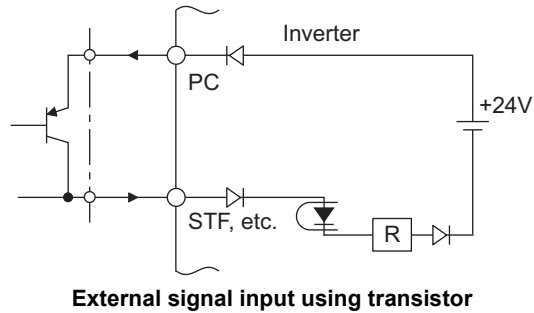 Inverter
PC
+24V
STF, etc.
R
External signal input using transistor